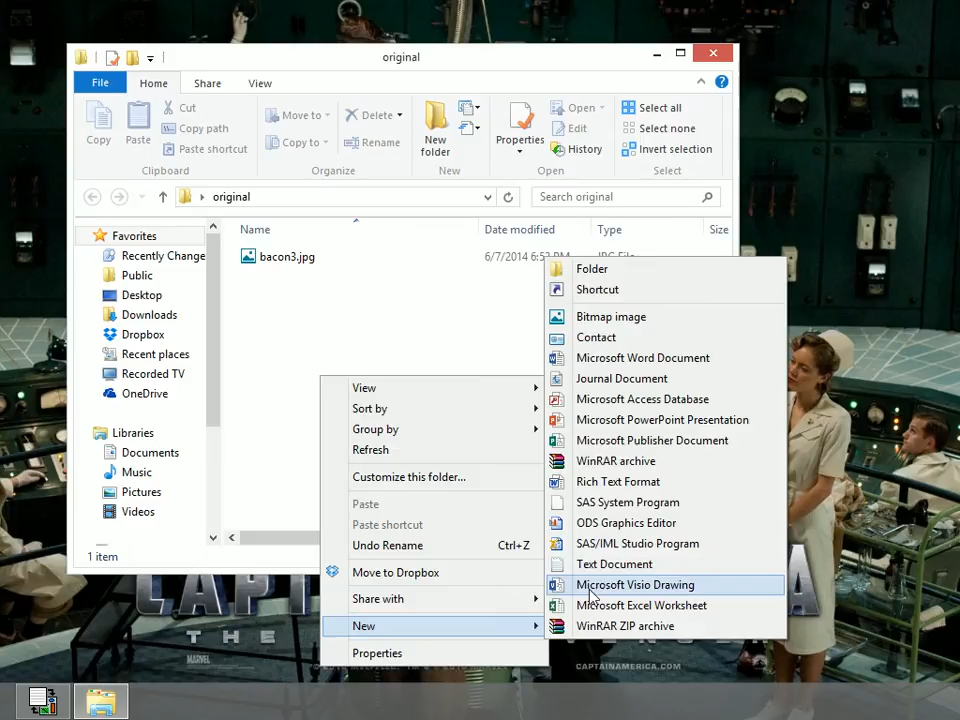 original
File
Home
Share
View
Copy
Paste
Cut
Copy path
Paste shortcut
Clipboard
Move to
Copy to
Delete
Rename
Organize
New
folder
New
Properties
Open
Edit
History
Open
Select all
Select none
Invert selection
Select
original
Search original
Favorites
Recently Change
Public
Desktop
Downloads
Dropbox
Recent places
Recorded TV
OneDrive
Libraries
Documents
Music
Pictures
Videos
Name
Date modified
Type
Size
bacon3.jpg
1 item
View
Sort by
Group by
Refresh
Customize this folder...
Paste
Paste shortcut
Undo Rename Ctrl+Z
Move to Dropbox
Share with
New
Properties
Folder
Shortcut
Bitmap image
Contact
Microsoft Word Document
Journal Document
Microsoft Access Database
Microsoft PowerPoint Presentation
Microsoft Publisher Document
WinRAR archive
Rich Text Format
SAS System Program
ODS Graphics Editor
SAS/IML Studio Program
Text Document
Microsoft Visio Drawing
Microsoft Excel Worksheet
WinRAR ZIP archive
THE
MARVEL
CAPTAINAMERICA.COM